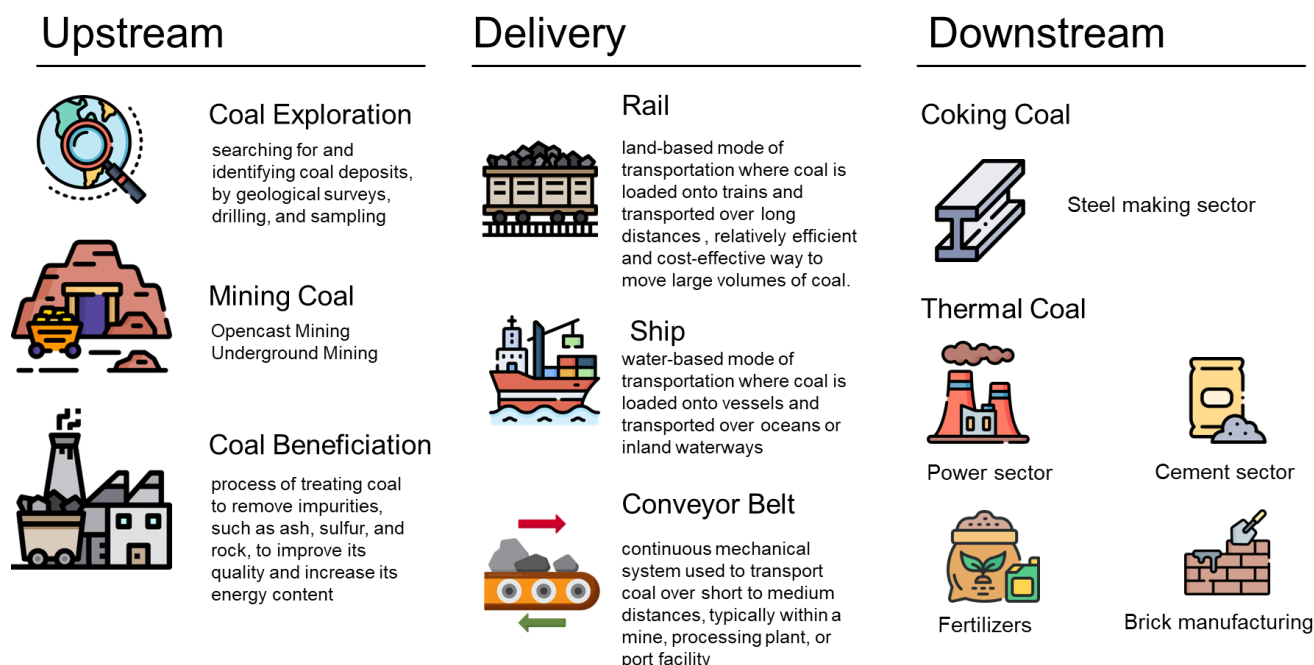 Upstream
Coal Exploration
searching for and
identifying coal deposits,
by geological surveys,
drilling, and sampling
Mining Coal
Opencast Mining
Underground Mining
Coal Beneficiation
process of treating coal
to remove impurities,
such as ash, sulfur, and
rock, to improve its
quality and increase its
energy content
Delivery
Rail
land-based mode of
transportation where coal is
loaded onto trains and
transported over long
distances , relatively efficient
and cost-effective way to
move large volumes of coal.
Ship
water-based mode of
transportation where coal is
loaded onto vessels and
transported over oceans or
inland waterways
Conveyor Belt
continuous mechanical
system used to transport
coal over short to medium
distances, typically within a
mine, processing plant, or
port facility
Downstream
Coking Coal
Steel making sector
Thermal Coal
Power sector
Cement sector
Fertilizers
Brick manufacturing